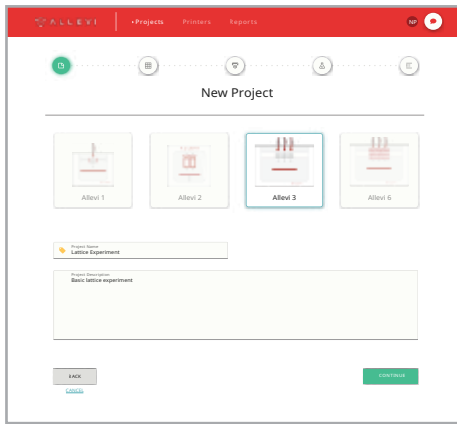 ALLEVI
• Projects
Printers
Reports
NP
New Project
Allevi 1
Allevi 2
Allevi 3
Allevi 6
Project Name
Lattice Experiment
Project Description
Basic lattice experiment
BACK
CONTINUE
CANCEL